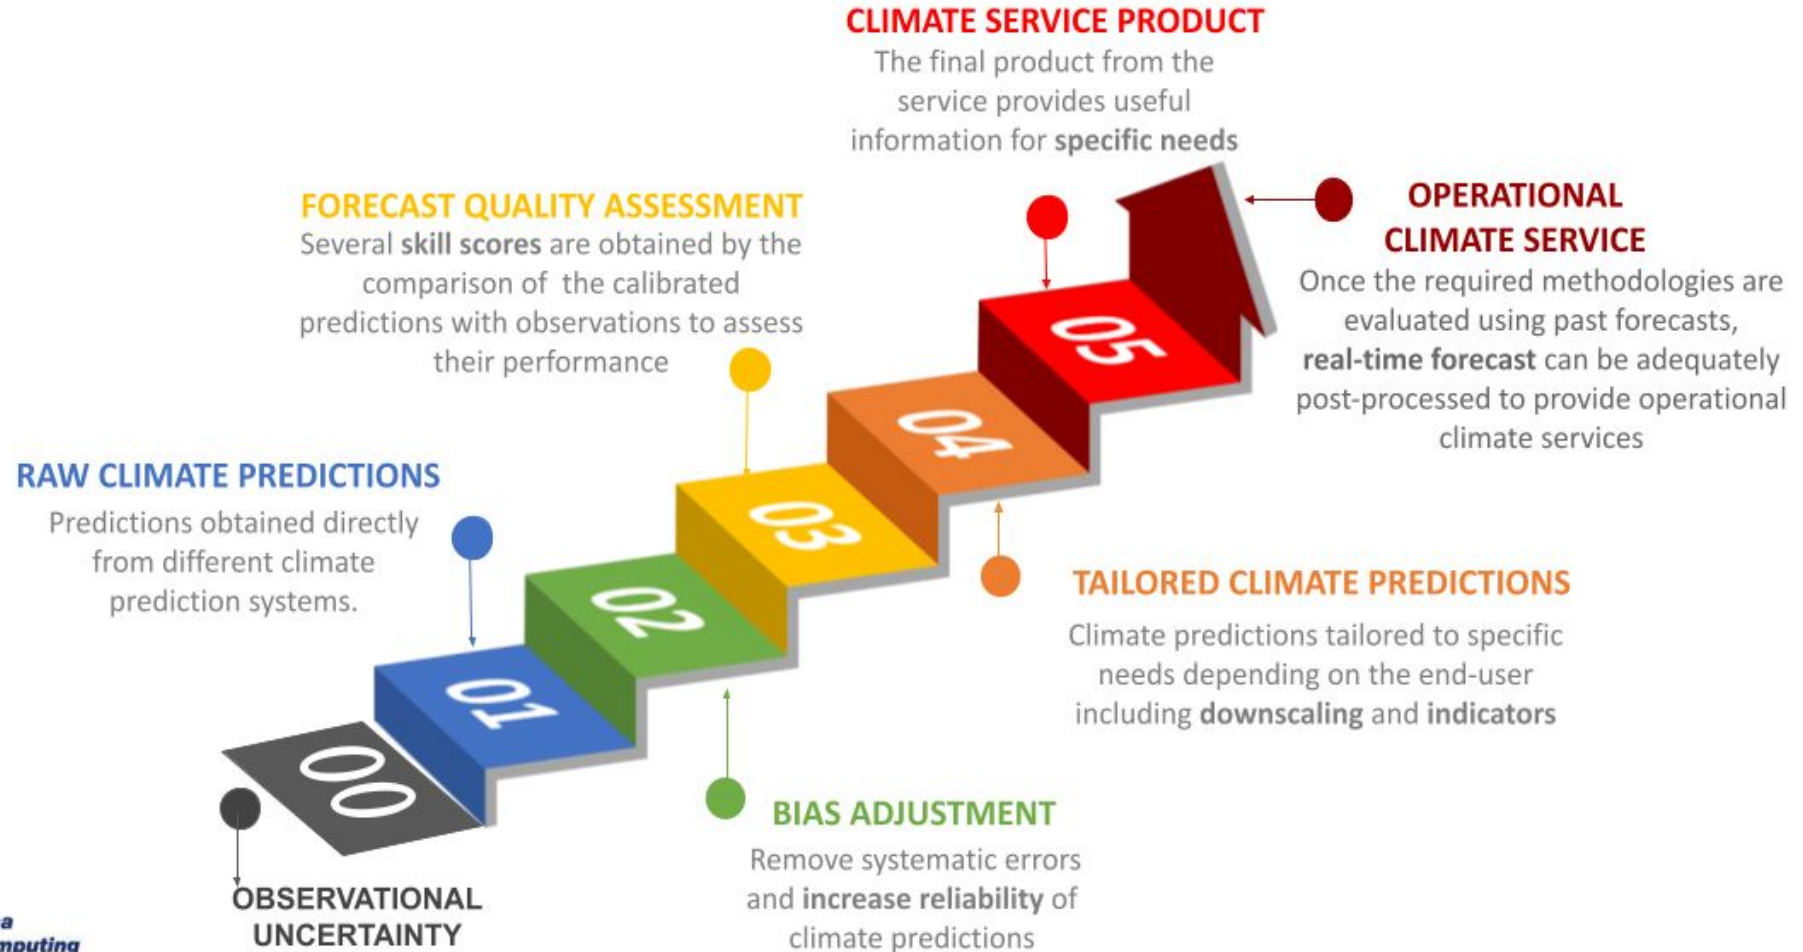 CLIMATE SERVICE PRODUCT
The final product from the
service provides useful
information for specific needs
FORECAST QUALITY ASSESSMENT
Several skill scores are obtained by the
comparison of the calibrated
predictions with observations to assess
their performance
OPERATIONAL
CLIMATE SERVICE
Once the required methodologies are
evaluated using past forecasts,
real-time forecast can be adequately
post-processed to provide operational
climate services
RAW CLIMATE PREDICTIONS
Predictions obtained directly
from different climate
prediction systems.
05
04
03
02
01
00
TAILORED CLIMATE PREDICTIONS
Climate predictions tailored to specific
needs depending on the end-user
including downscaling and indicators
BIAS ADJUSTMENT
Remove systematic errors
and increase reliability of
climate predictions
OBSERVATIONAL
UNCERTAINTY